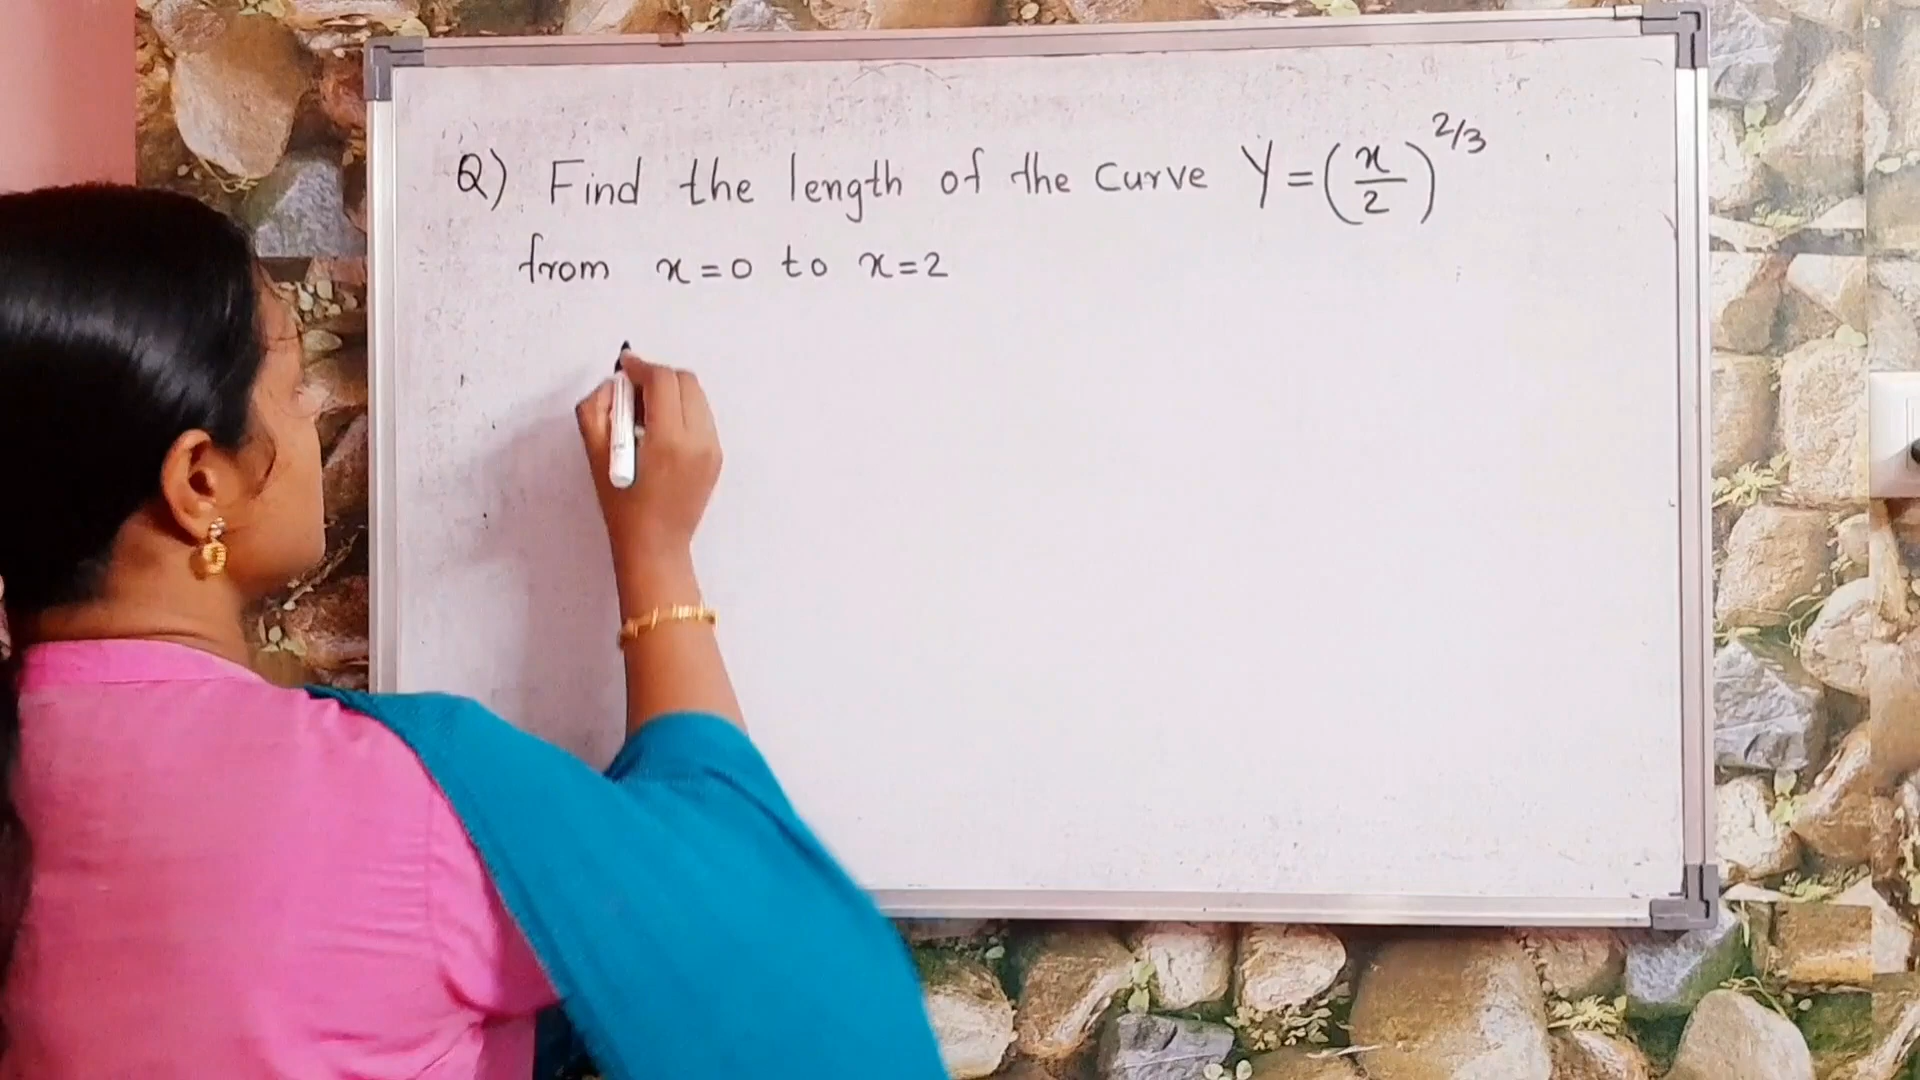 Q) Find the length of the curve Y = (x/2)^2/3
from x = 0 to x = 2